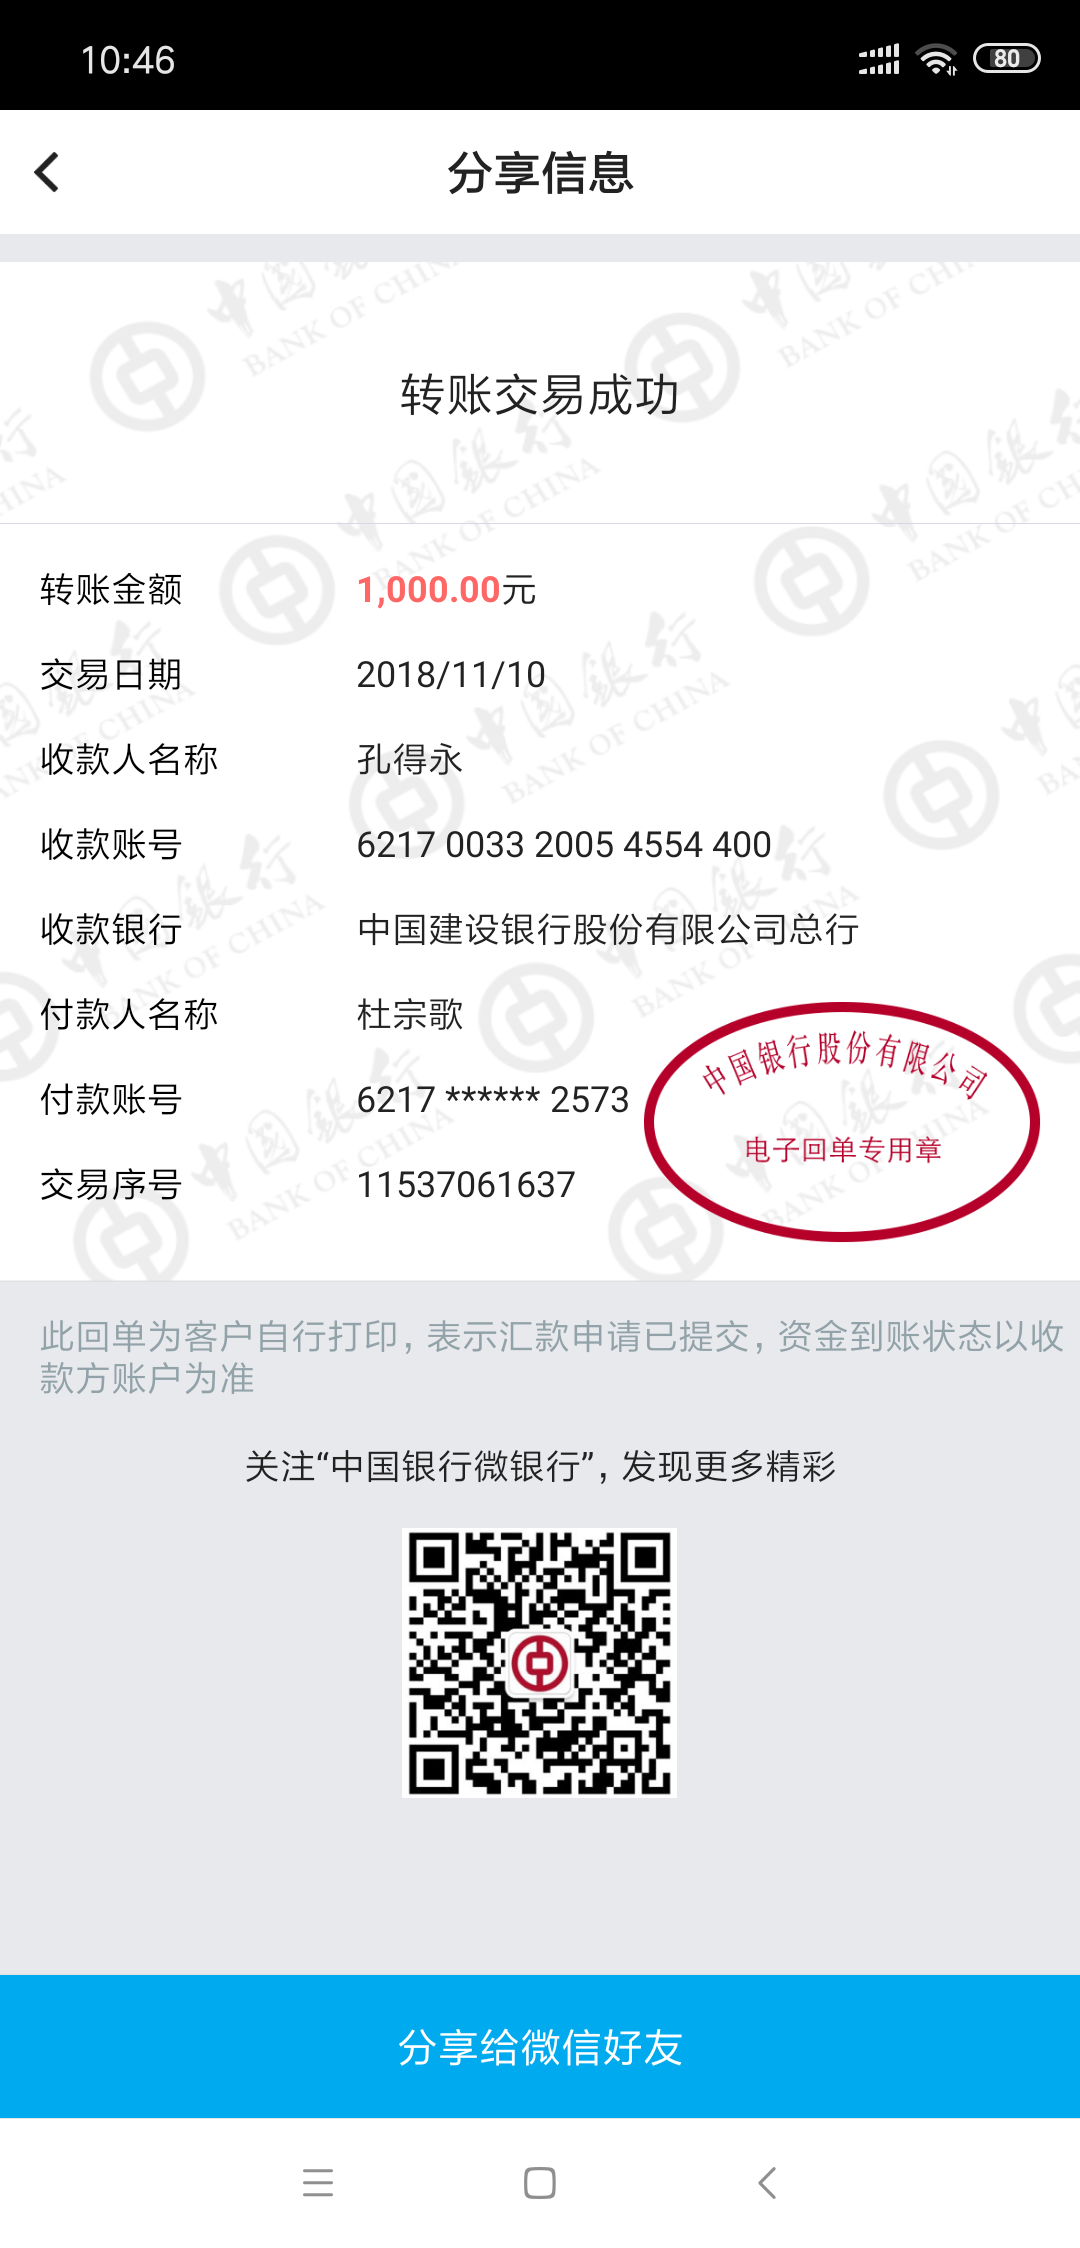 10:46
80
分享信息
转账交易成功
转账金额 1,000.00元
交易日期 2018/11/10
收款人名称 孔得永
收款账号 6217 0033 2005 4554 400
收款银行 中国建设银行股份有限公司总行
付款人名称 杜宗歌
付款账号 6217 ****** 2573
交易序号 11537061637
中国银行股份有限公司
电子回单专用章
此回单为客户自行打印，表示汇款申请已提交，资金到账状态以收
款方账户为准
关注“中国银行微银行”，发现更多精彩
分享给微信好友
中国银行
BANK OF CHINA